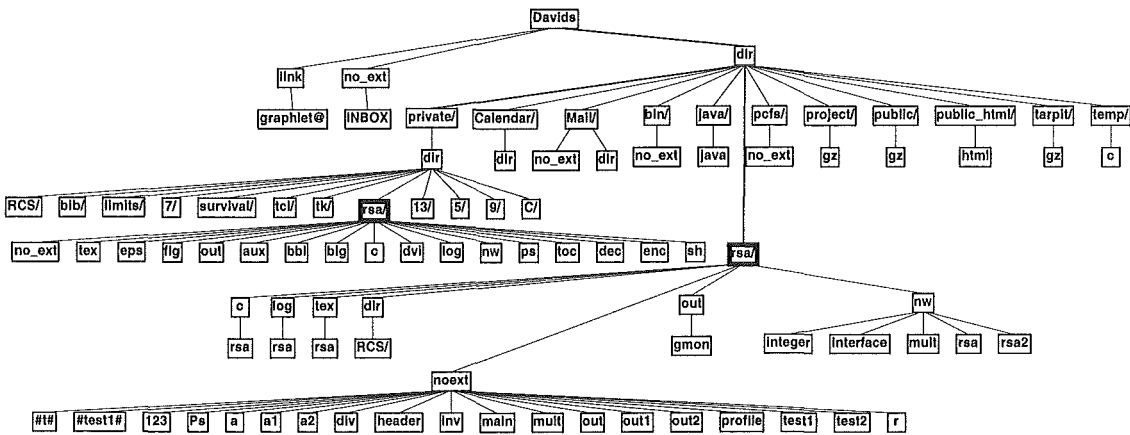 Davids
link no_ext dir
graphlet@ INBOX private/ Calendar/ Mail/ bin/ java/ pcfs/ project/ public/ public_html/ tarpit/ temp/
dir dir no_ext dir no_ext java no_ext gz gz html gz c
RCS/ bib/ limits/ 7/ survival/ tcl/ tk/ rsa/ 13/ 5/ 9/ C/
no_ext tex eps fig out aux bbl blg c dvi log nw ps toc dec enc sh rsa/
c log tex dir out nw
rsa rsa rsa RCS/ gmon integer interface mult rsa rsa2
noext
#t# #test1# 123 Ps a a1 a2 div header inv main mult out out1 out2 profile test1 test2 r